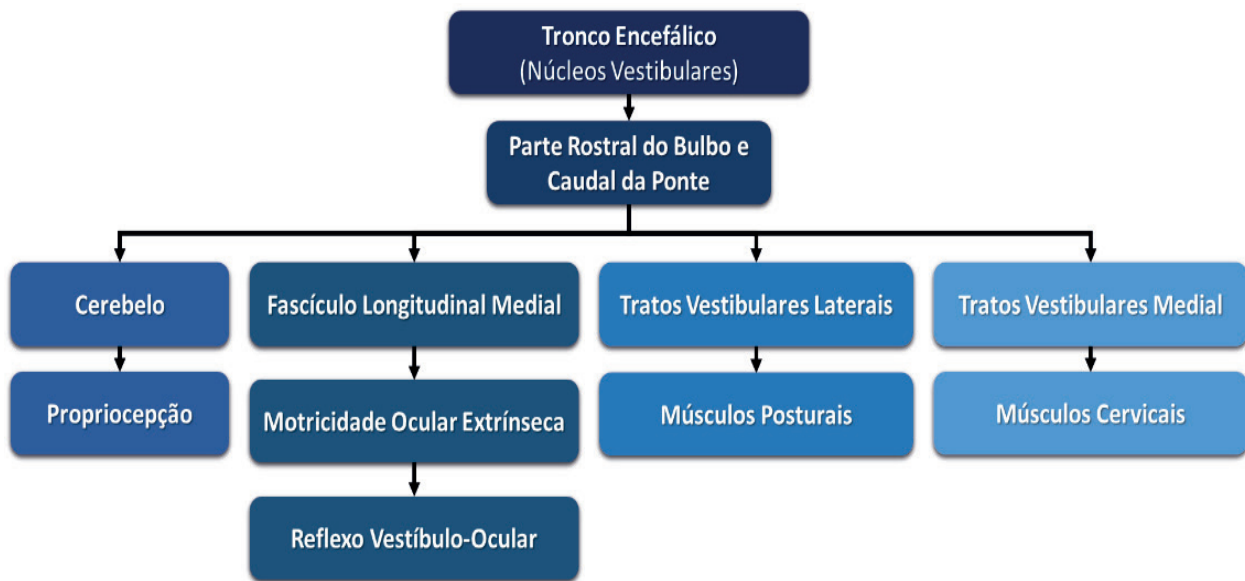 Tronco Encefálico
(Núcleos Vestibulares)
Parte Rostral do Bulbo e
Caudal da Ponte
Cerebelo
Fascículo Longitudinal Medial
Tratos Vestibulares Laterais
Tratos Vestibulares Medial
Propriocepção
Motricidade Ocular Extrínseca
Músculos Posturais
Músculos Cervicais
Reflexo Vestíbulo-Ocular